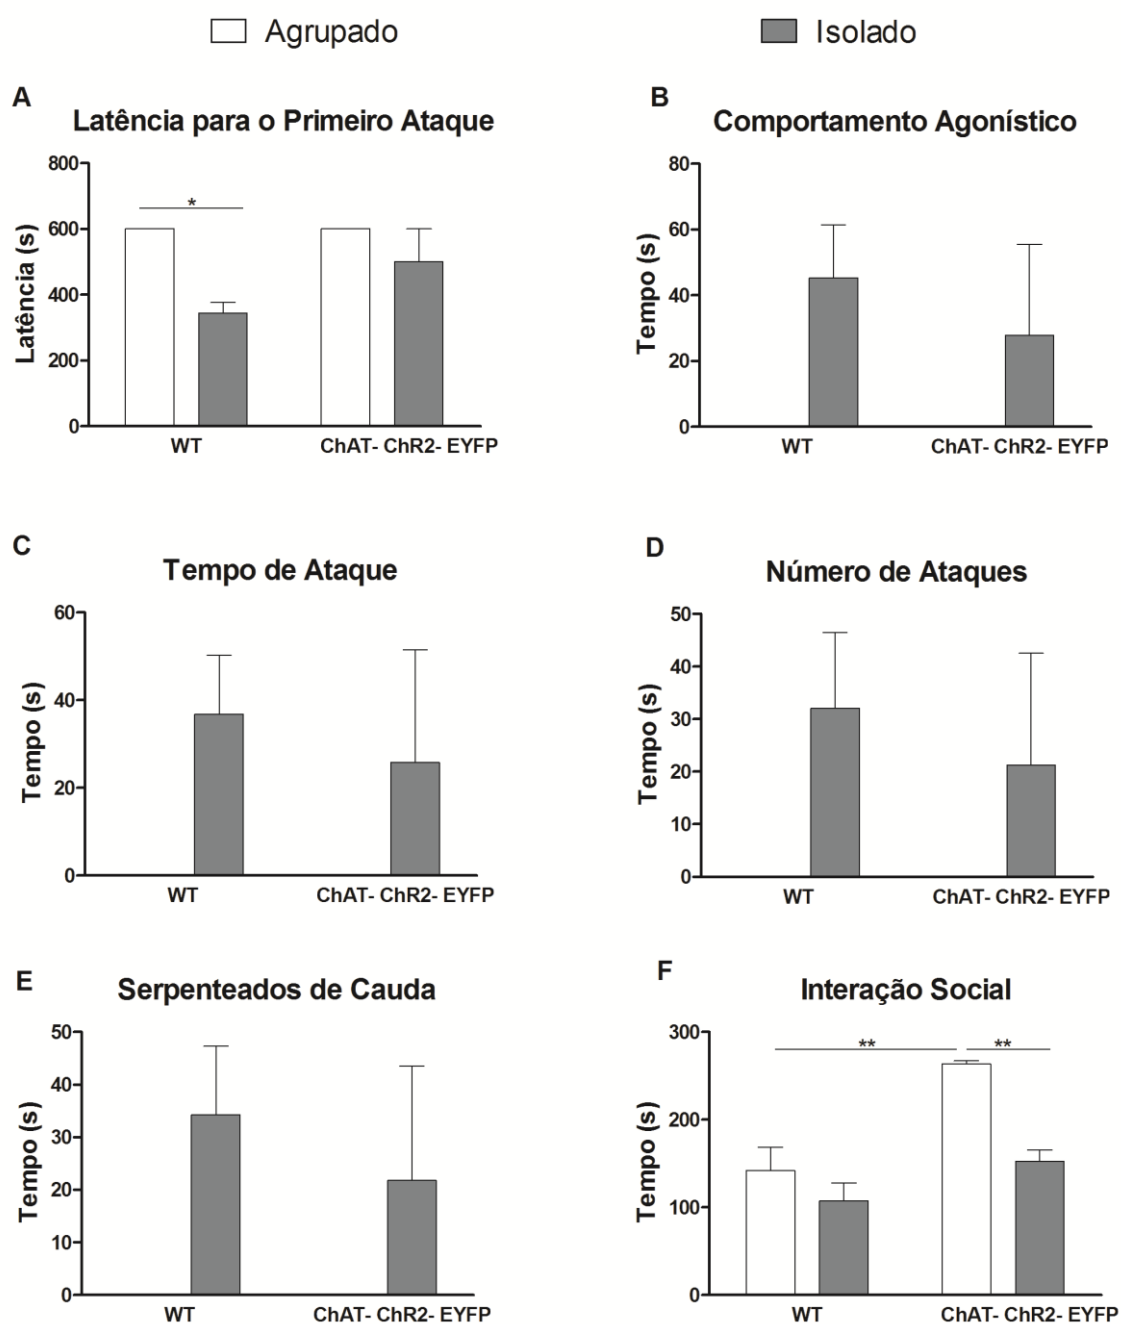 Agrupado Isolado
A
Latência para o Primeiro Ataque
Latência (s)
800
600
400
200
0
*
WT ChAT- ChR2- EYFP
B
Comportamento Agonístico
Tempo (s)
80
60
40
20
0
WT ChAT- ChR2- EYFP
C
Tempo de Ataque
Tempo (s)
60
40
20
0
WT ChAT- ChR2- EYFP
D
Número de Ataques
Tempo (s)
50
40
30
20
10
0
WT ChAT- ChR2- EYFP
E
Serpenteados de Cauda
Tempo (s)
50
40
30
20
10
0
WT ChAT- ChR2- EYFP
F
Interação Social
Tempo (s)
300
200
100
0
** **
WT ChAT- ChR2- EYFP